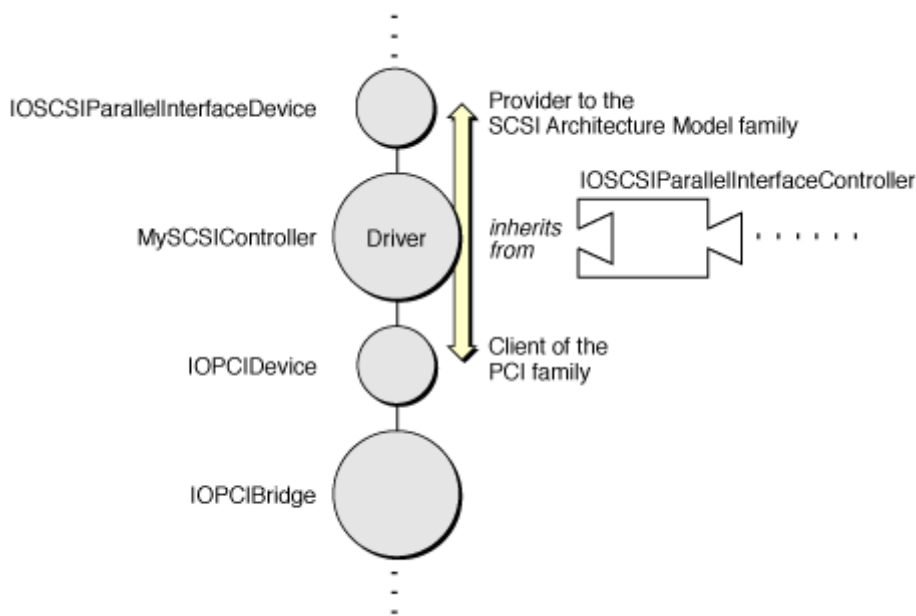 IOSCSIParallelInterfaceDevice
Provider to the
SCSI Architecture Model family
IOSCSIParallelInterfaceController
MySCSIController
Driver
inherits
from
IOPCIDevice
Client of the
PCI family
IOPCIBridge